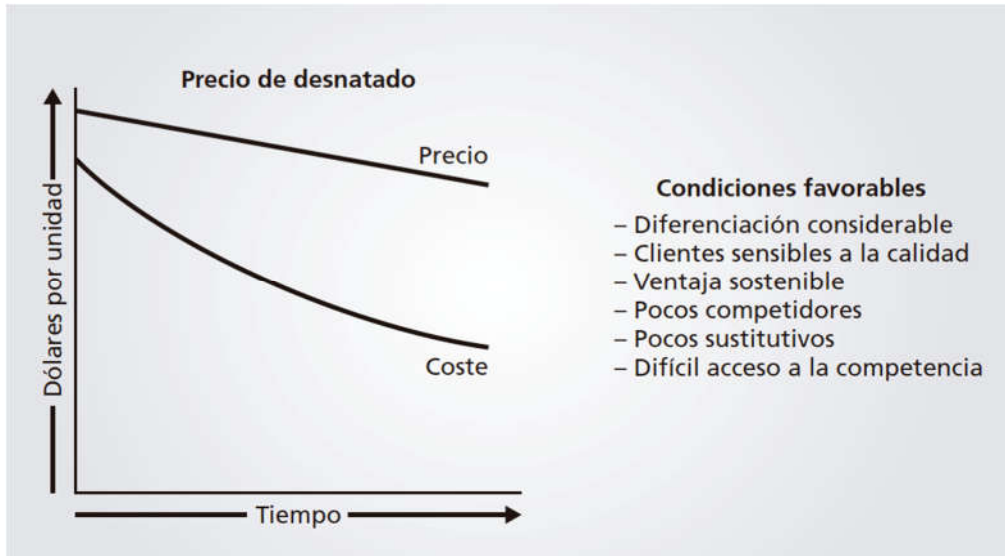 Precio de desnatado
Dólares por unidad
Precio
Coste
Tiempo
Condiciones favorables
– Diferenciación considerable
– Clientes sensibles a la calidad
– Ventaja sostenible
– Pocos competidores
– Pocos sustitutivos
– Difícil acceso a la competencia